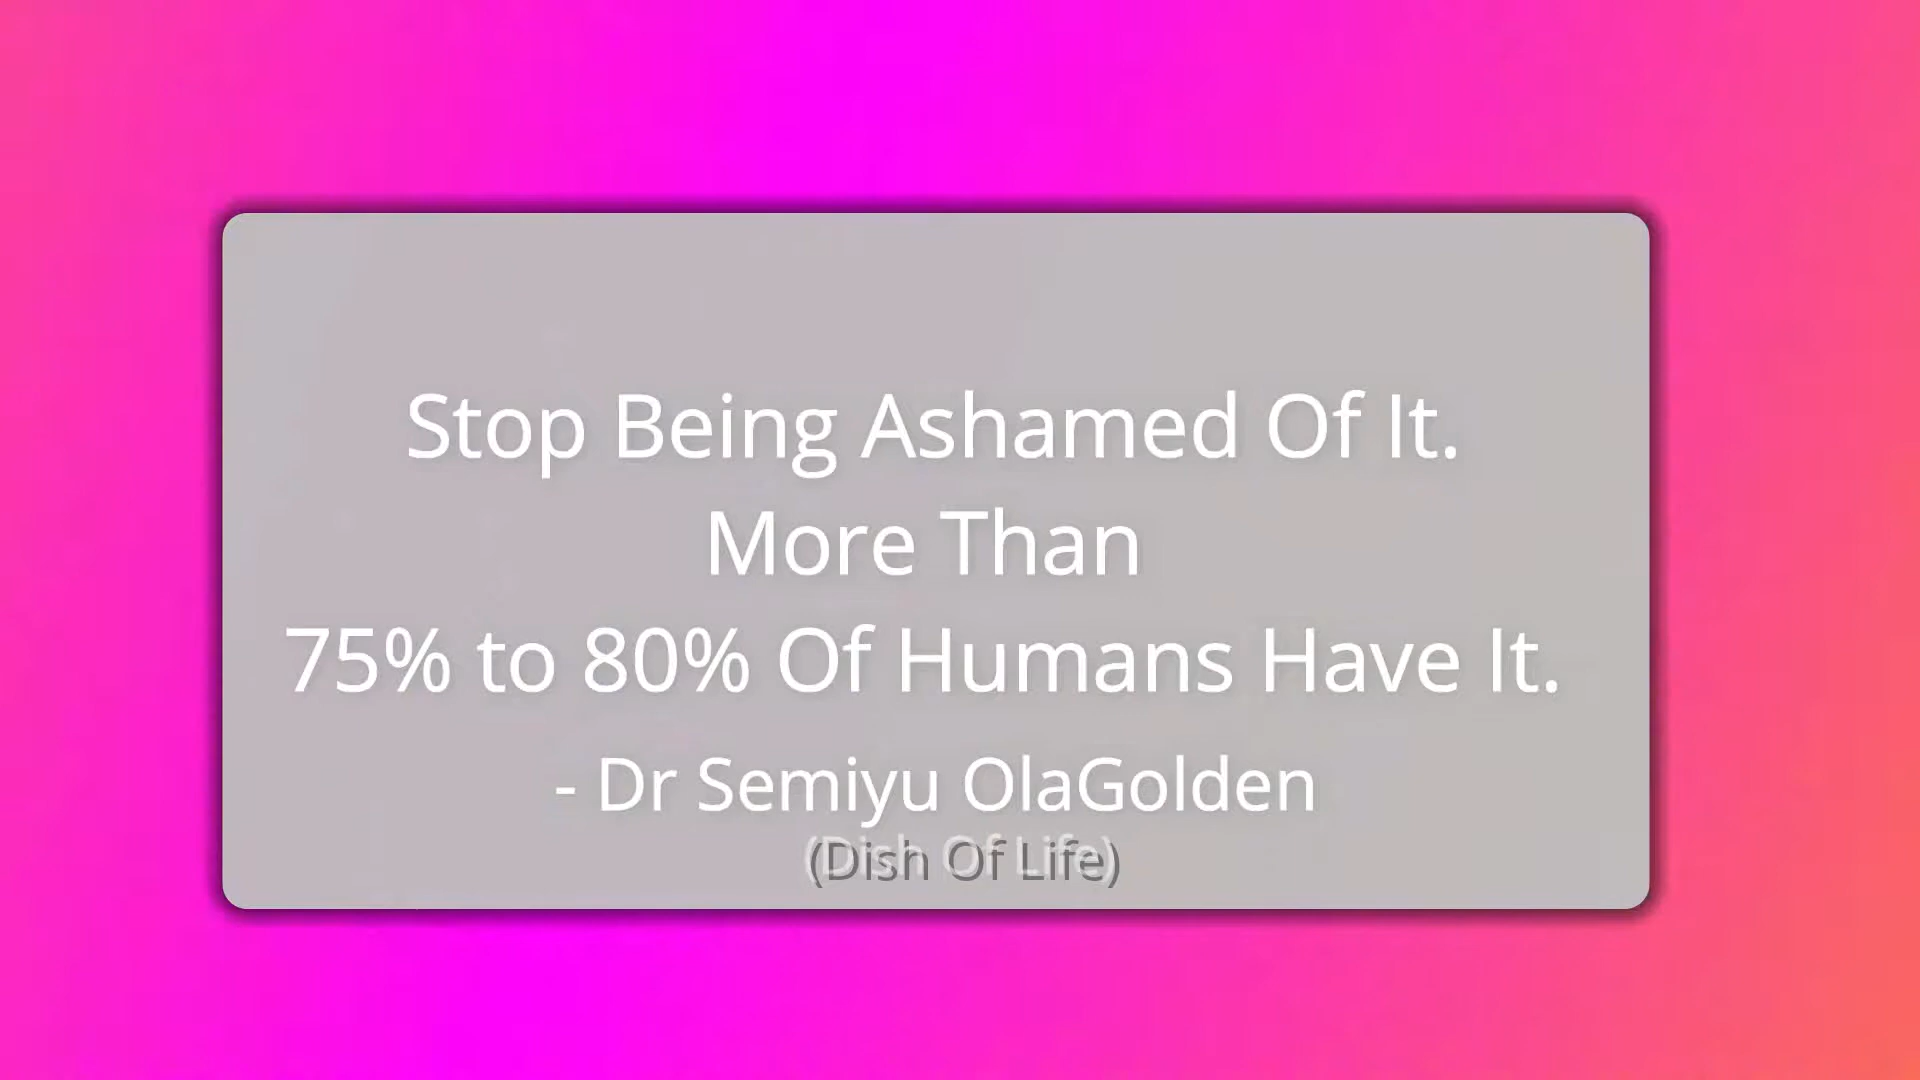 Stop Being Ashamed Of It.
More Than
75% to 80% Of Humans Have It.
- Dr Semiyu OlaGolden
(Dish Of Life)